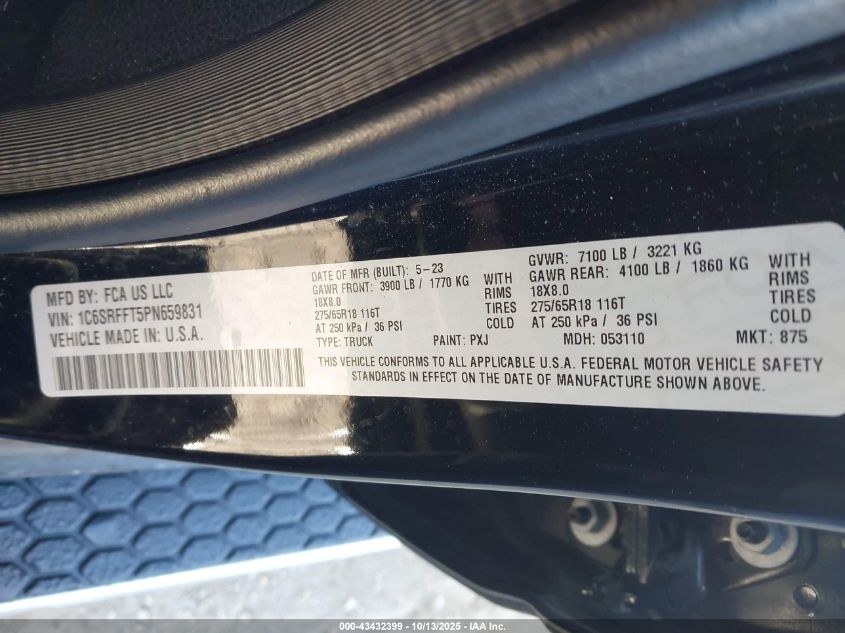 MFD BY: FCA US LLC
VIN: 1C6SRFFT5PN659831
VEHICLE MADE IN: U.S.A.
DATE OF MFR (BUILT): 5-23
GAWR FRONT: 3900 LB / 1770 KG WITH
18X8.0 RIMS
275/65R18 116T TIRES
AT 250 kPa / 36 PSI COLD
TYPE: TRUCK PAINT: PXJ
GVWR: 7100 LB / 3221 KG
GAWR REAR: 4100 LB / 1860 KG WITH
18X8.0 RIMS
275/65R18 116T TIRES
AT 250 kPa / 36 PSI COLD
MDH: 053110 MKT: 875
THIS VEHICLE CONFORMS TO ALL APPLICABLE U.S.A. FEDERAL MOTOR VEHICLE SAFETY
STANDARDS IN EFFECT ON THE DATE OF MANUFACTURE SHOWN ABOVE.
000-43432399 | 10/13/2025 - IAA Inc.